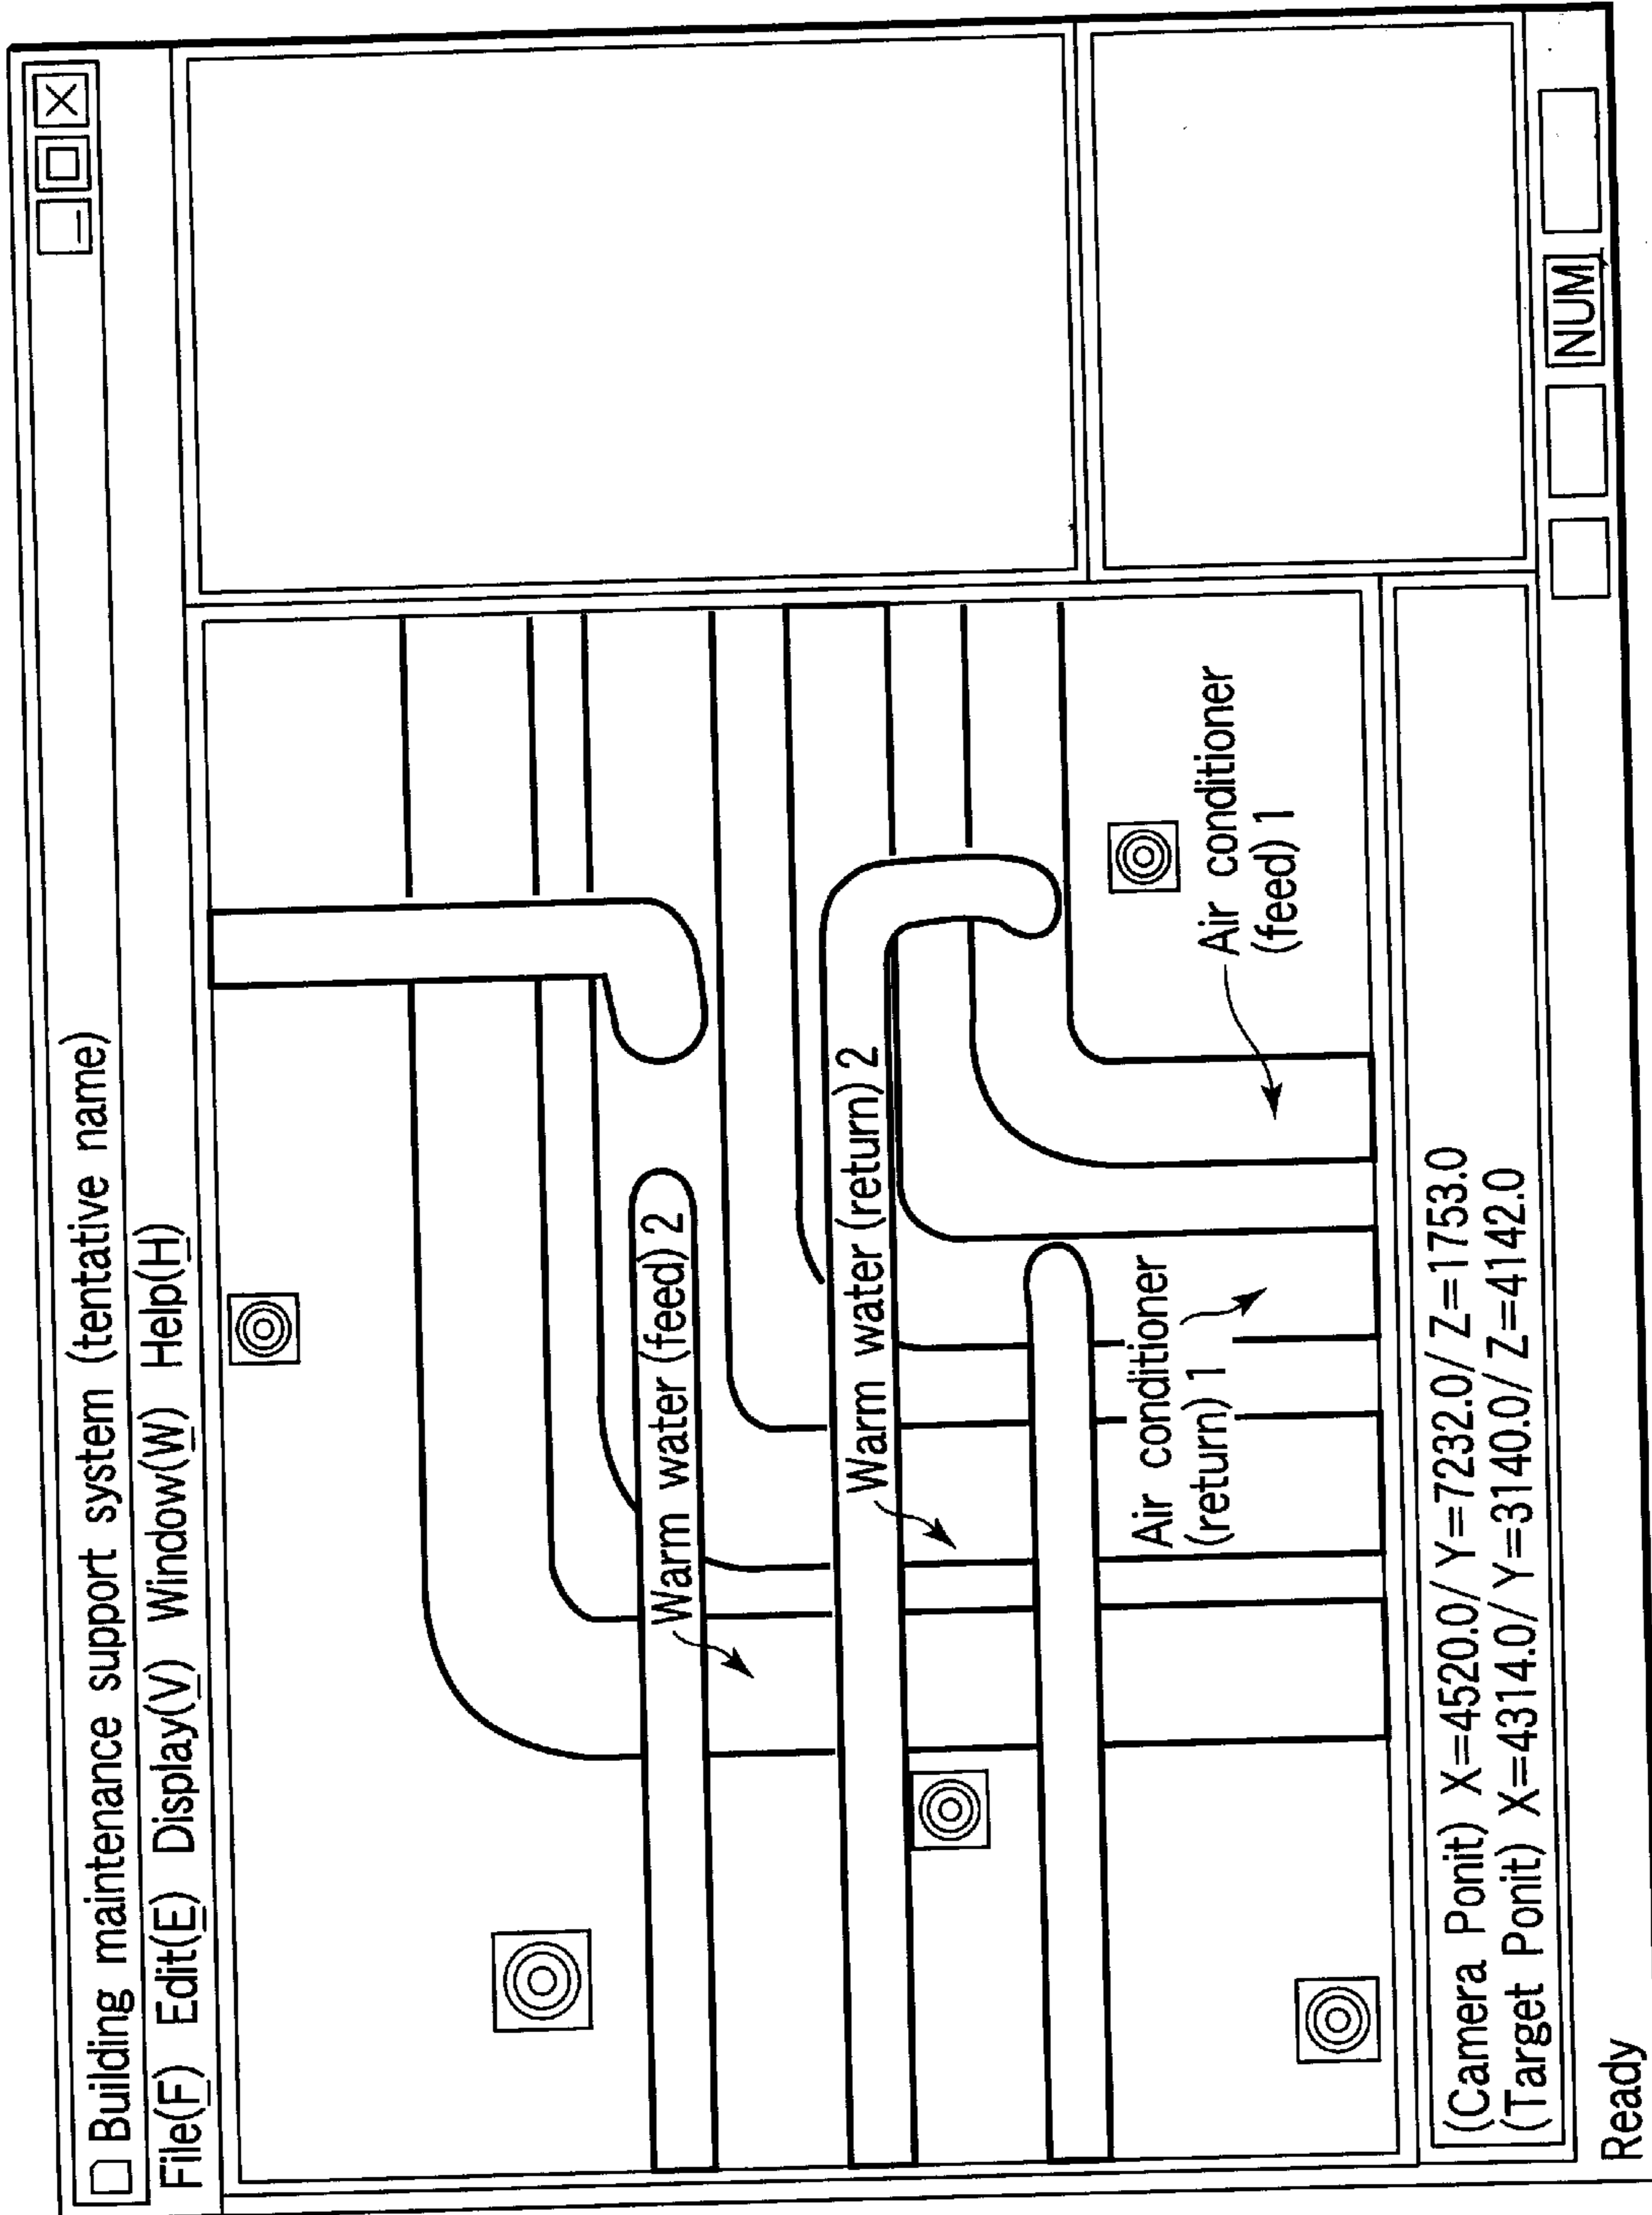 Building maintenance support system (tentative name)
File(F) Edit(E) Display(V) Window(W) Help(H)
Warm water (feed) 2
Warm water (return) 2
Air conditioner
(return) 1
Air conditioner
(feed) 1
(Camera Ponit) X=4520.0/ Y=7232.0/ Z=1753.0
(Target Ponit) X=4314.0/ Y=3140.0/ Z=4142.0
Ready
NUM